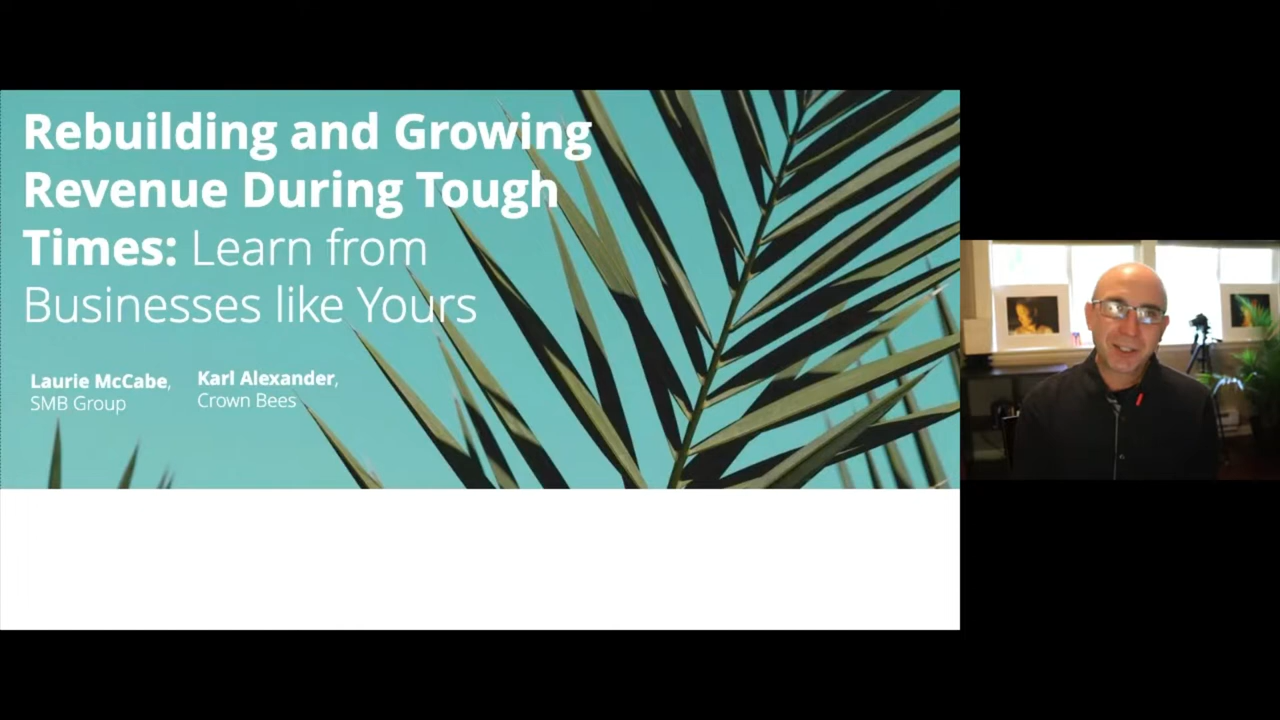 Rebuilding and Growing
Revenue During Tough
Times: Learn from
Businesses like Yours
Laurie McCabe,
SMB Group
Karl Alexander,
Crown Bees